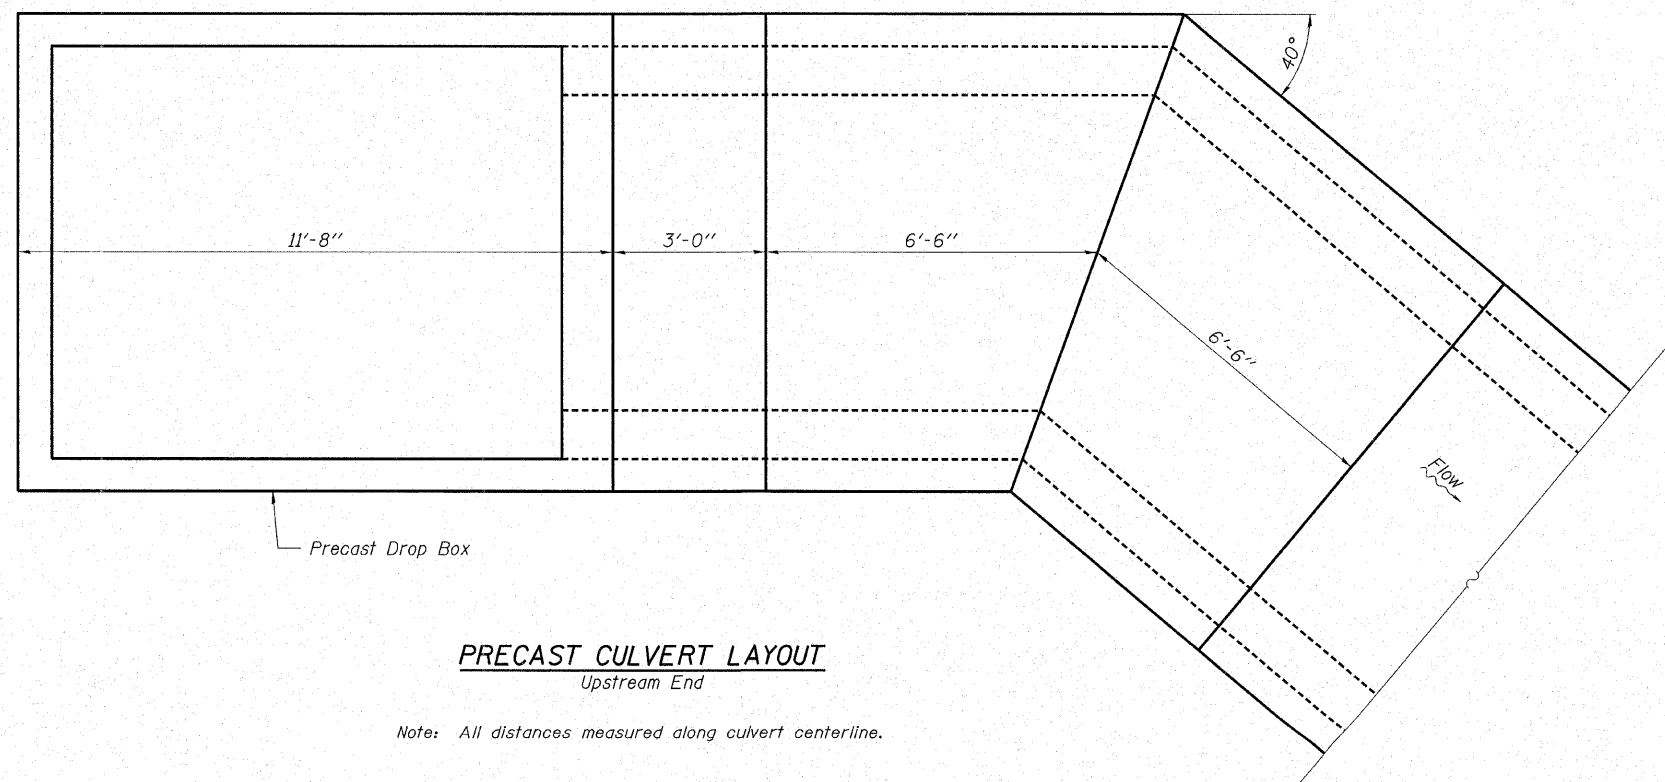 40°
11'-8"
3'-0"
6'-6"
6'-6"
Flow
Precast Drop Box
PRECAST CULVERT LAYOUT
Upstream End
Note: All distances measured along culvert centerline.